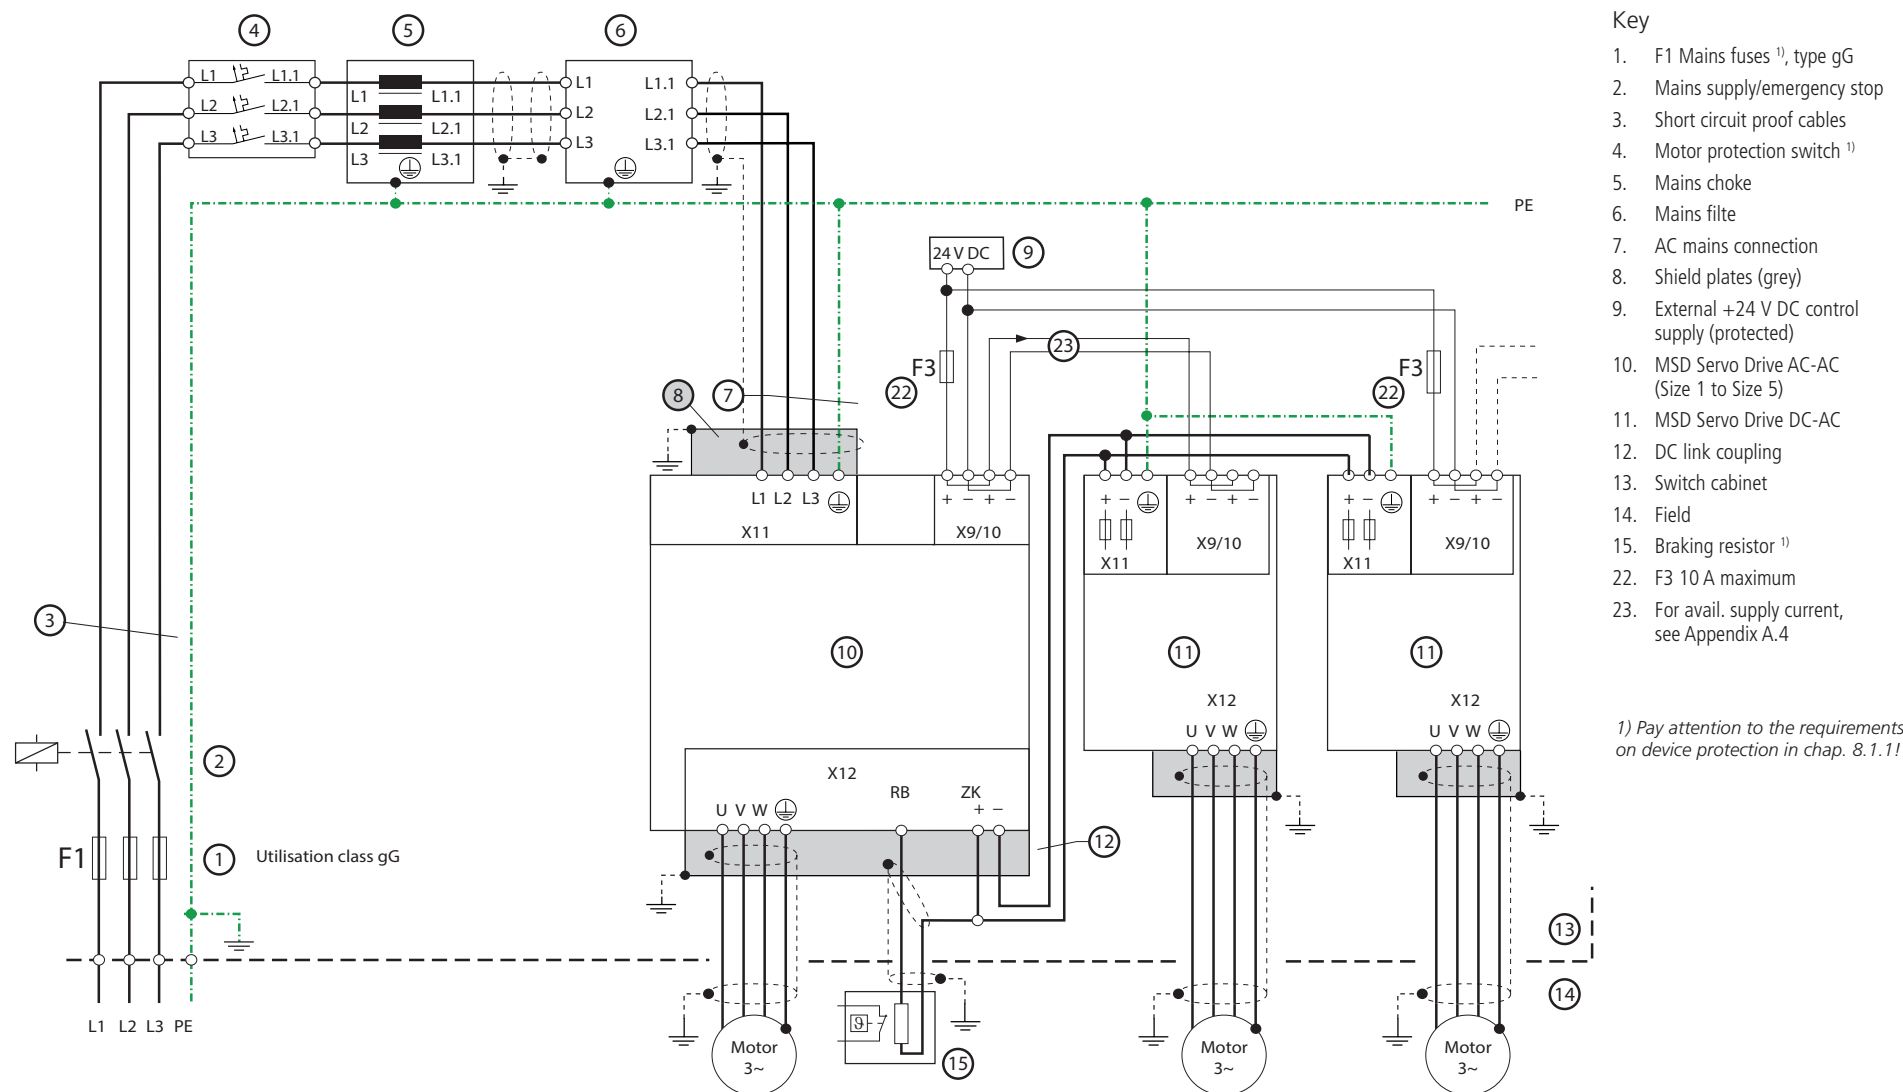 4 5 6
L1 L1.1
L2 L2.1
L3 L3.1
L1 L1.1
L2 L2.1
L3 L3.1
L1 L1.1
L2 L2.1
L3 L3.1
PE
24 V DC 9
23
F3
22
F3
22
8 7
L1 L2 L3
X11
+ − + −
X9/10
+ −
X11
+ − + −
X9/10
+ −
X11
+ − + −
X9/10
3
10
11
11
2
X12
U V W
RB
ZK
+ −
X12
U V W
X12
U V W
12
F1
1
Utilisation class gG
13
14
L1 L2 L3 PE
Motor
3~
ϑ
15
Motor
3~
Motor
3~
Key
1. F1 Mains fuses 1), type gG
2. Mains supply/emergency stop
3. Short circuit proof cables
4. Motor protection switch 1)
5. Mains choke
6. Mains filte
7. AC mains connection
8. Shield plates (grey)
9. External +24 V DC control
supply (protected)
10. MSD Servo Drive AC-AC
(Size 1 to Size 5)
11. MSD Servo Drive DC-AC
12. DC link coupling
13. Switch cabinet
14. Field
15. Braking resistor 1)
22. F3 10 A maximum
23. For avail. supply current,
see Appendix A.4
1) Pay attention to the requirements
on device protection in chap. 8.1.1!